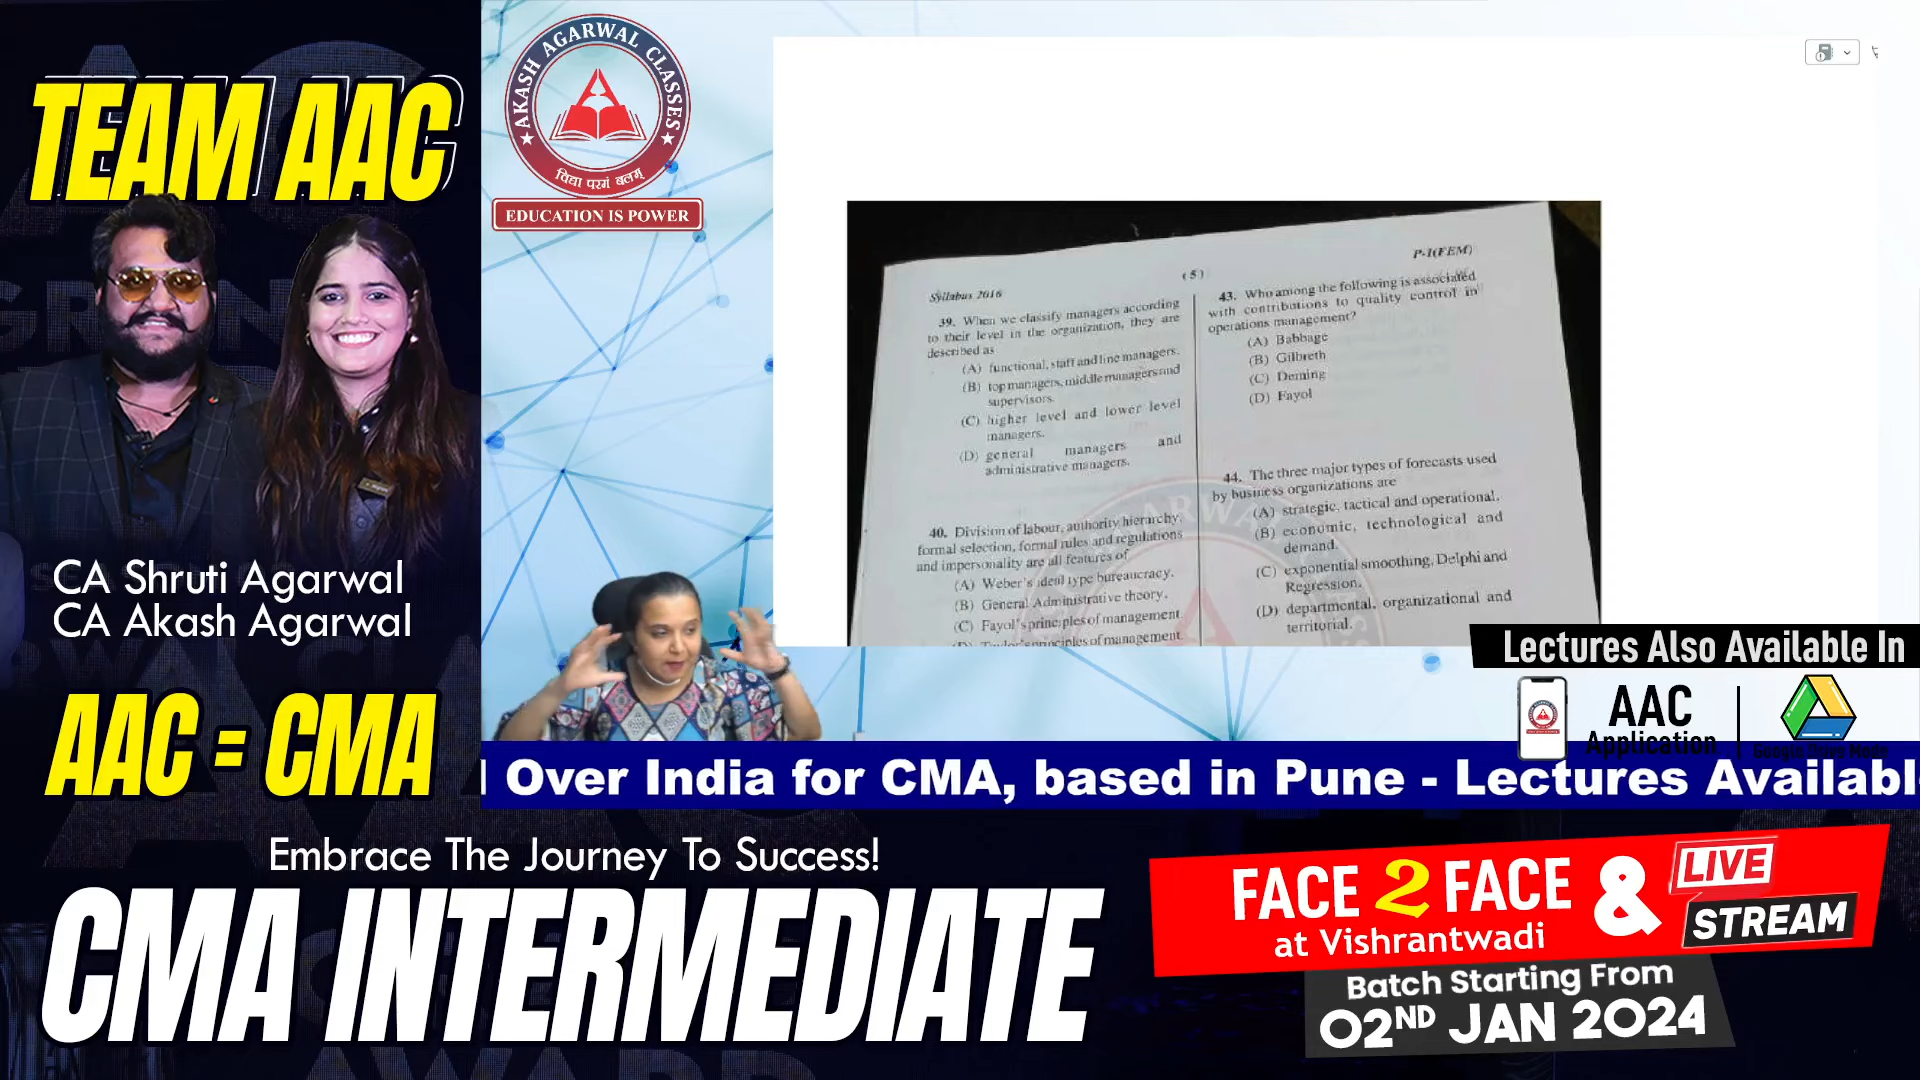 TEAM AAC
CA Shruti Agarwal
CA Akash Agarwal
AAC = CMA
AKASH AGARWAL CLASSES
विद्या परमं बलम्
EDUCATION IS POWER
Syllabus 2016
(5)
P-1(FEM)
39. When we classify managers according
to their level in the organization, they are
described as
(A) functional, staff and line managers.
(B) top managers, middle managers and
supervisors.
(C) higher level and lower level
managers.
(D) general managers and
administrative managers.
40. Division of labour, authority hierarchy,
formal selection, formal rules and regulations
and impersonality are all features of
(A) Weber's ideal type bureaucracy.
(B) General Administrative theory.
(C) Fayol's principles of management.
(D) Taylor's principles of management.
43. Who among the following is associated
with contributions to quality control in
operations management?
(A) Babbage
(B) Gilbreth
(C) Deming
(D) Fayol
44. The three major types of forecasts used
by business organizations are
(A) strategic, tactical and operational.
(B) economic, technological and
demand.
(C) exponential smoothing, Delphi and
Regression.
(D) departmental, organizational and
territorial.
Lectures Also Available In
AAC
Application
Google Drive Mode
Over India for CMA, based in Pune - Lectures Availabl
Embrace The Journey To Success!
CMA INTERMEDIATE
FACE 2 FACE &
at Vishrantwadi
LIVE
STREAM
Batch Starting From
02ND JAN 2024